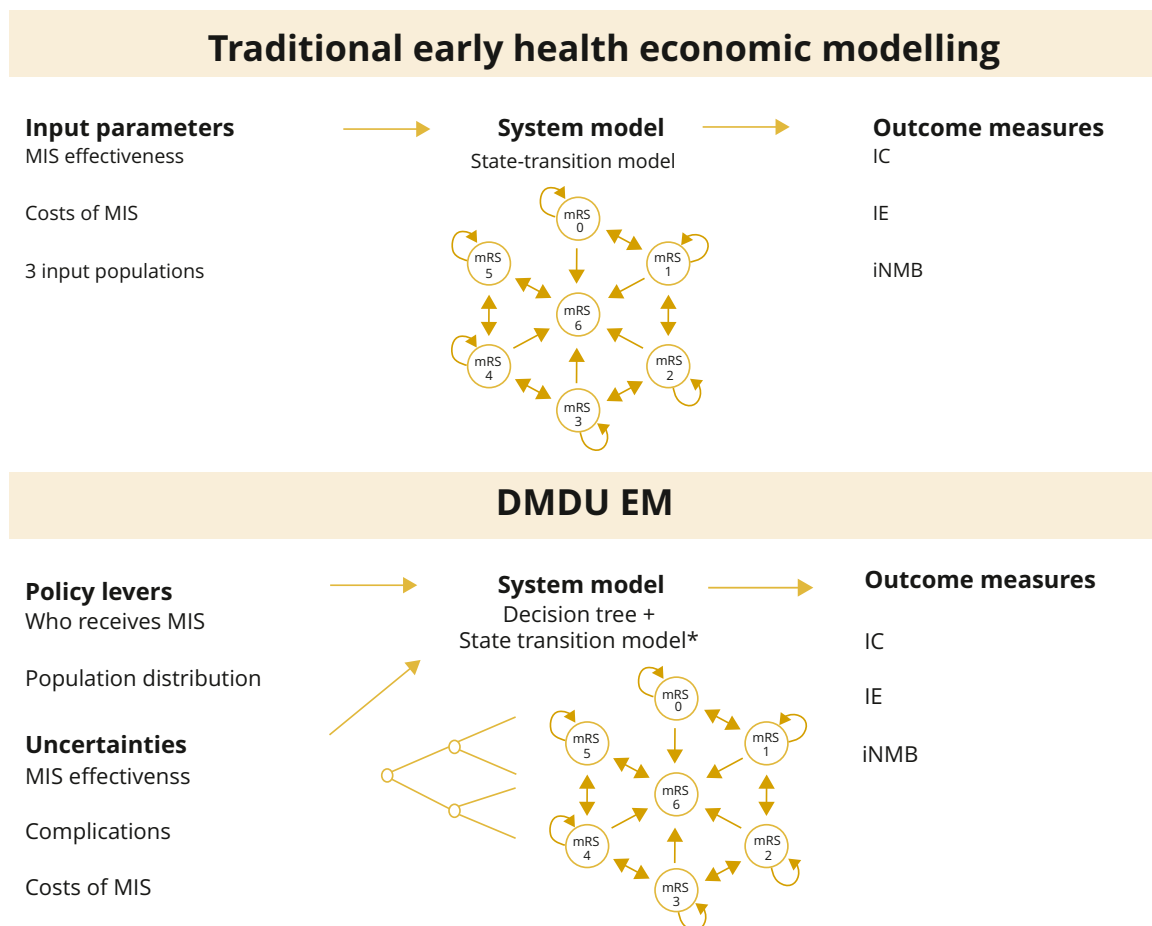 Traditional early health economic modelling
Input parameters
MIS effectiveness
Costs of MIS
3 input populations
System model
State-transition model
mRS
0
mRS
5
mRS
1
mRS
6
mRS
4
mRS
2
mRS
3
Outcome measures
IC
IE
iNMB
DMDU EM
Policy levers
Who receives MIS
Population distribution
Uncertainties
MIS effectivenss
Complications
Costs of MIS
System model
Decision tree +
State transition model*
mRS
0
mRS
5
mRS
1
mRS
6
mRS
4
mRS
2
mRS
3
Outcome measures
IC
IE
iNMB